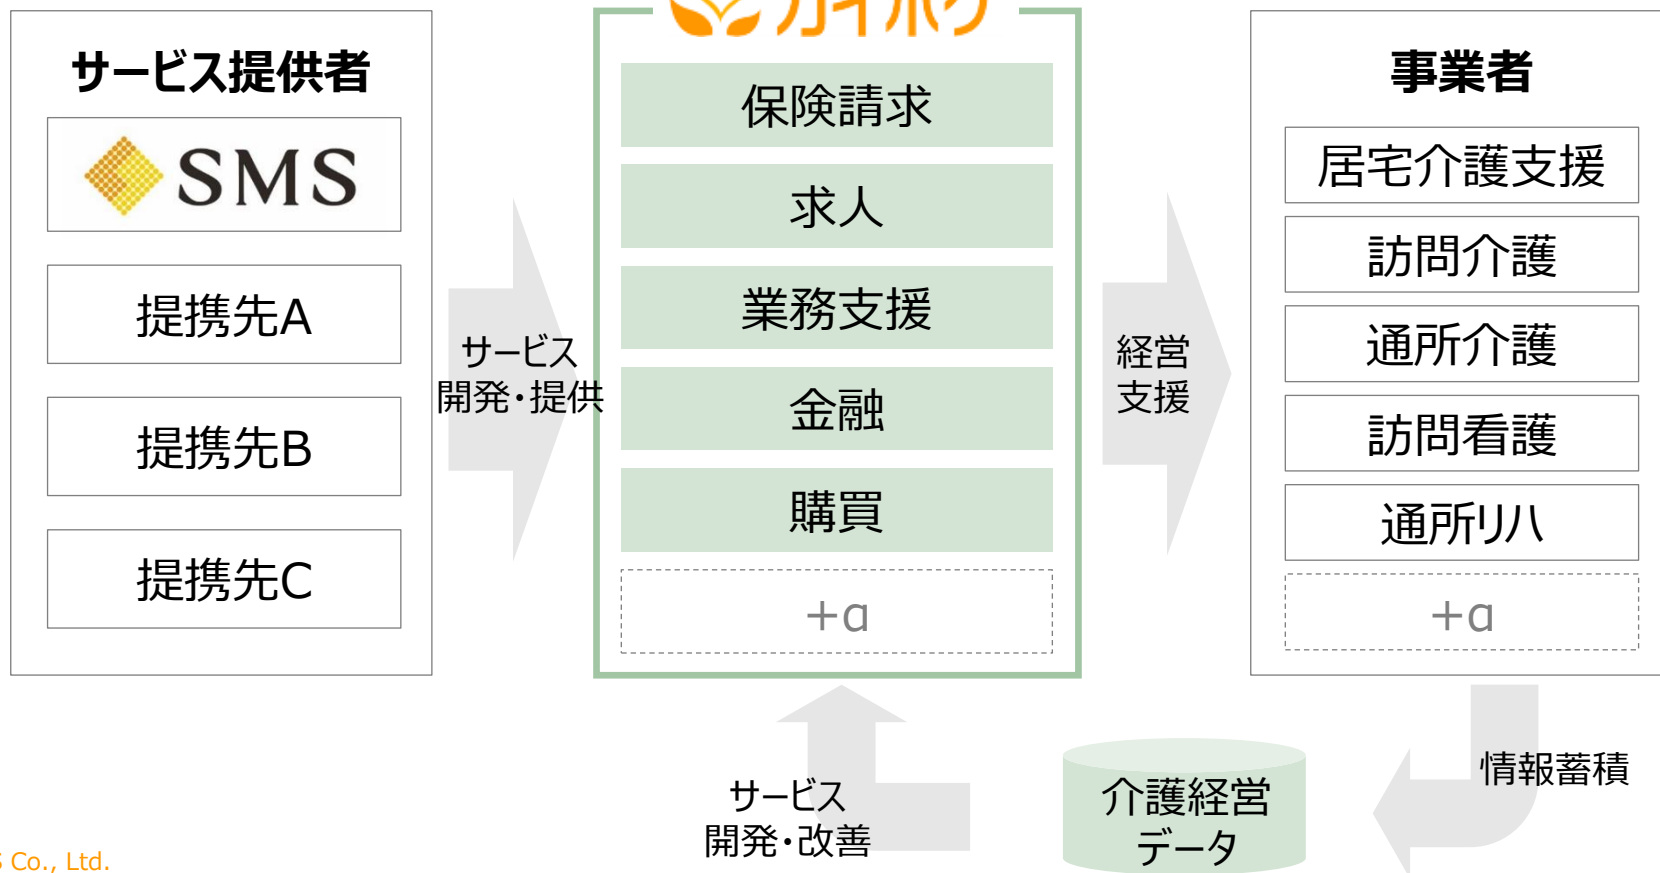 カイポケ
サービス提供者
SMS
提携先A
提携先B
提携先C
サービス
開発・提供
保険請求
求人
業務支援
金融
購買
+α
経営
支援
事業者
居宅介護支援
訪問介護
通所介護
訪問看護
通所リハ
+α
情報蓄積
介護経営
データ
サービス
開発・改善
S Co., Ltd.